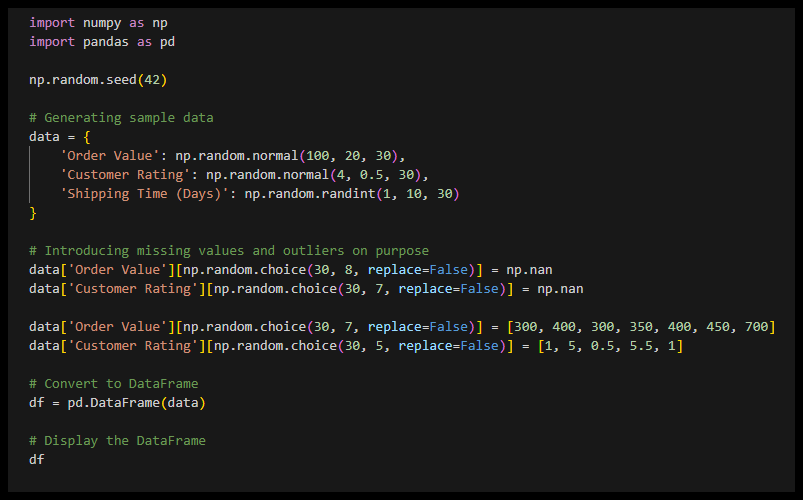 import numpy as np
import pandas as pd
np.random.seed(42)
# Generating sample data
data = {
    'Order Value': np.random.normal(100, 20, 30),
    'Customer Rating': np.random.normal(4, 0.5, 30),
    'Shipping Time (Days)': np.random.randint(1, 10, 30)
}
# Introducing missing values and outliers on purpose
data['Order Value'][np.random.choice(30, 8, replace=False)] = np.nan
data['Customer Rating'][np.random.choice(30, 7, replace=False)] = np.nan
data['Order Value'][np.random.choice(30, 7, replace=False)] = [300, 400, 300, 350, 400, 450, 700]
data['Customer Rating'][np.random.choice(30, 5, replace=False)] = [1, 5, 0.5, 5.5, 1]
# Convert to DataFrame
df = pd.DataFrame(data)
# Display the DataFrame
df